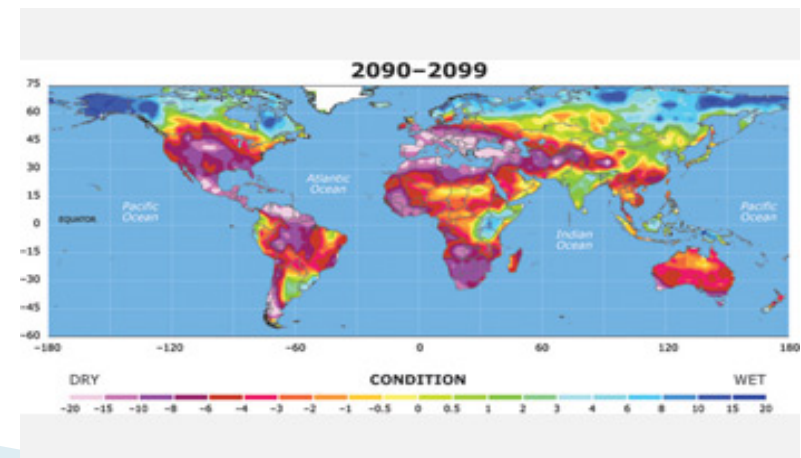 2090–2099
75
60
45
30
15
0
−15
−30
−45
−60
EQUATOR
Pacific
Ocean
Atlantic
Ocean
Indian
Ocean
Pacific
Ocean
−180 −120 −60 0 60 120 180
DRY CONDITION WET
−20 −15 −10 −8 −6 −4 −3 −2 −1 −0.5 0 0.5 1 2 3 4 6 8 10 15 20